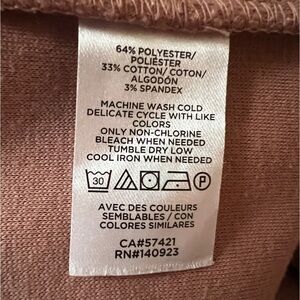 64% POLYESTER/
POLIÉSTER
33% COTTON/ COTON/
ALGODÓN
3% SPANDEX
MACHINE WASH COLD
DELICATE CYCLE WITH LIKE
COLORS
ONLY NON-CHLORINE
BLEACH WHEN NEEDED
TUMBLE DRY LOW
COOL IRON WHEN NEEDED
30 P
AVEC DES COULEURS
SEMBLABLES / CON
COLORES SIMILARES
CA#57421
RN#140923